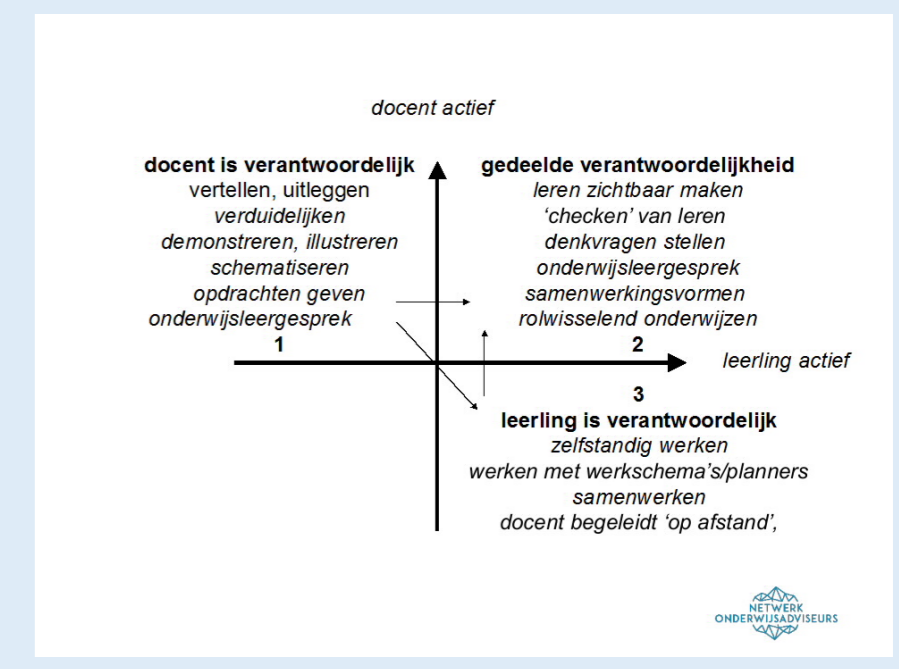 docent actief
docent is verantwoordelijk
vertellen, uitleggen
verduidelijken
demonstreren, illustreren
schematiseren
opdrachten geven
onderwijsleergesprek
1
gedeelde verantwoordelijkheid
leren zichtbaar maken
‘checken’ van leren
denkvragen stellen
onderwijsleergesprek
samenwerkingsvormen
rolwisselend onderwijzen
2
leerling actief
3
leerling is verantwoordelijk
zelfstandig werken
werken met werkschema’s/planners
samenwerken
docent begeleidt ‘op afstand’,
NETWERK
ONDERWIJSADVISEURS